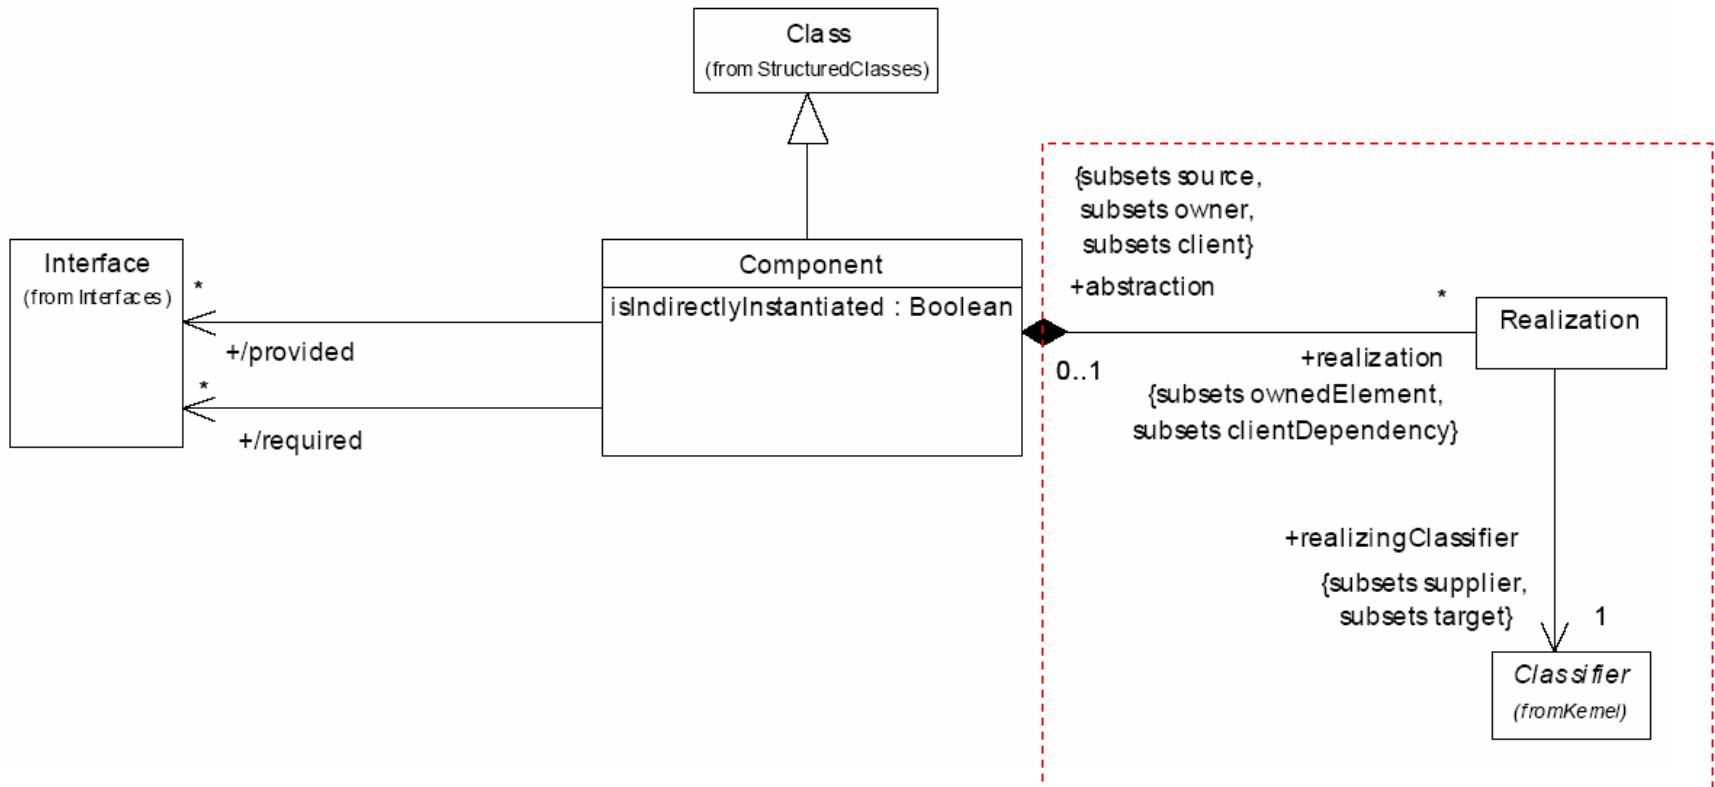 Class
(from StructuredClasses)
{subsets source,
subsets owner,
subsets client}
+abstraction
*
Interface
(from Interfaces)
*
+/provided
*
+/required
Component
isIndirectlyInstantiated : Boolean
0..1
Realization
+realization
{subsets ownedElement,
subsets clientDependency}
+realizingClassifier
{subsets supplier,
subsets target}
1
Classifier
(fromKernel)